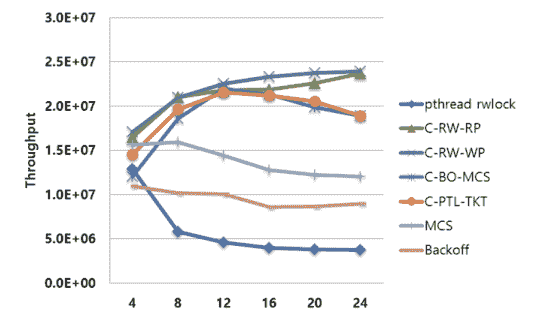 3.0E+07
2.5E+07
2.0E+07
1.5E+07
1.0E+07
5.0E+06
0.0E+00
Throughput
4 8 12 16 20 24
pthread rwlock
C-RW-RP
C-RW-WP
C-BO-MCS
C-PTL-TKT
MCS
Backoff